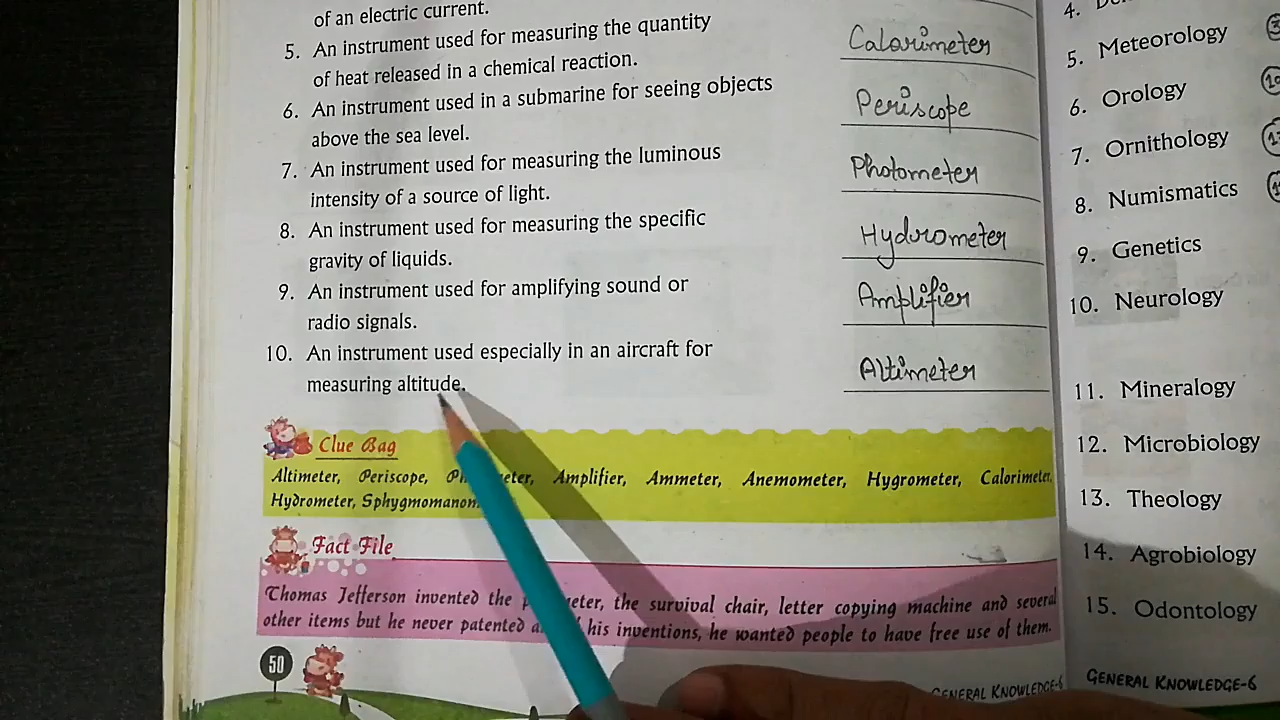 of an electric current.
5. An instrument used for measuring the quantity
of heat released in a chemical reaction.
Calorimeter
6. An instrument used in a submarine for seeing objects
above the sea level.
Periscope
7. An instrument used for measuring the luminous
intensity of a source of light.
Photometer
8. An instrument used for measuring the specific
gravity of liquids.
Hydrometer
9. An instrument used for amplifying sound or
radio signals.
Amplifier
10. An instrument used especially in an aircraft for
measuring altitude.
Altimeter
Clue Bag
Altimeter, Periscope, Amplifier, Ammeter, Anemometer, Hygrometer, Calorimeter,
Hydrometer,
Fact File
Thomas Jefferson invented the the survival chair, letter copying machine and several
other items but he never patented his inventions, he wanted people to have free use of them.
50
GENERAL KNOWLEDGE-6
4.
5. Meteorology
6. Orology
7. Ornithology
8. Numismatics
9. Genetics
10. Neurology
11. Mineralogy
12. Microbiology
13. Theology
14. Agrobiology
15. Odontology
GENERAL KNOWLEDGE-6